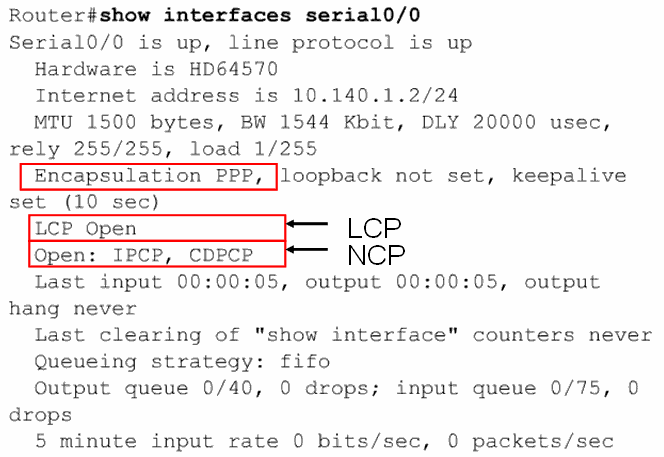 Router#show interfaces serial0/0
Serial0/0 is up, line protocol is up
Hardware is HD64570
Internet address is 10.140.1.2/24
MTU 1500 bytes, BW 1544 Kbit, DLY 20000 usec,
rely 255/255, load 1/255
Encapsulation PPP, loopback not set, keepalive
set (10 sec)
LCP Open LCP
Open: IPCP, CDPCP NCP
Last input 00:00:05, output 00:00:05, output
hang never
Last clearing of "show interface" counters never
Queueing strategy: fifo
Output queue 0/40, 0 drops; input queue 0/75, 0
drops
5 minute input rate 0 bits/sec, 0 packets/sec